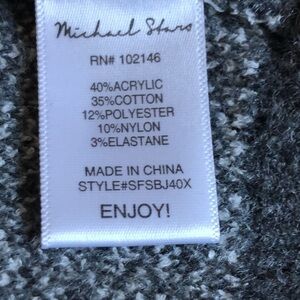 Michael Stars
RN# 102146
40%ACRYLIC
35%COTTON
12%POLYESTER
10%NYLON
3%ELASTANE
MADE IN CHINA
STYLE#SFSBJ40X
ENJOY!